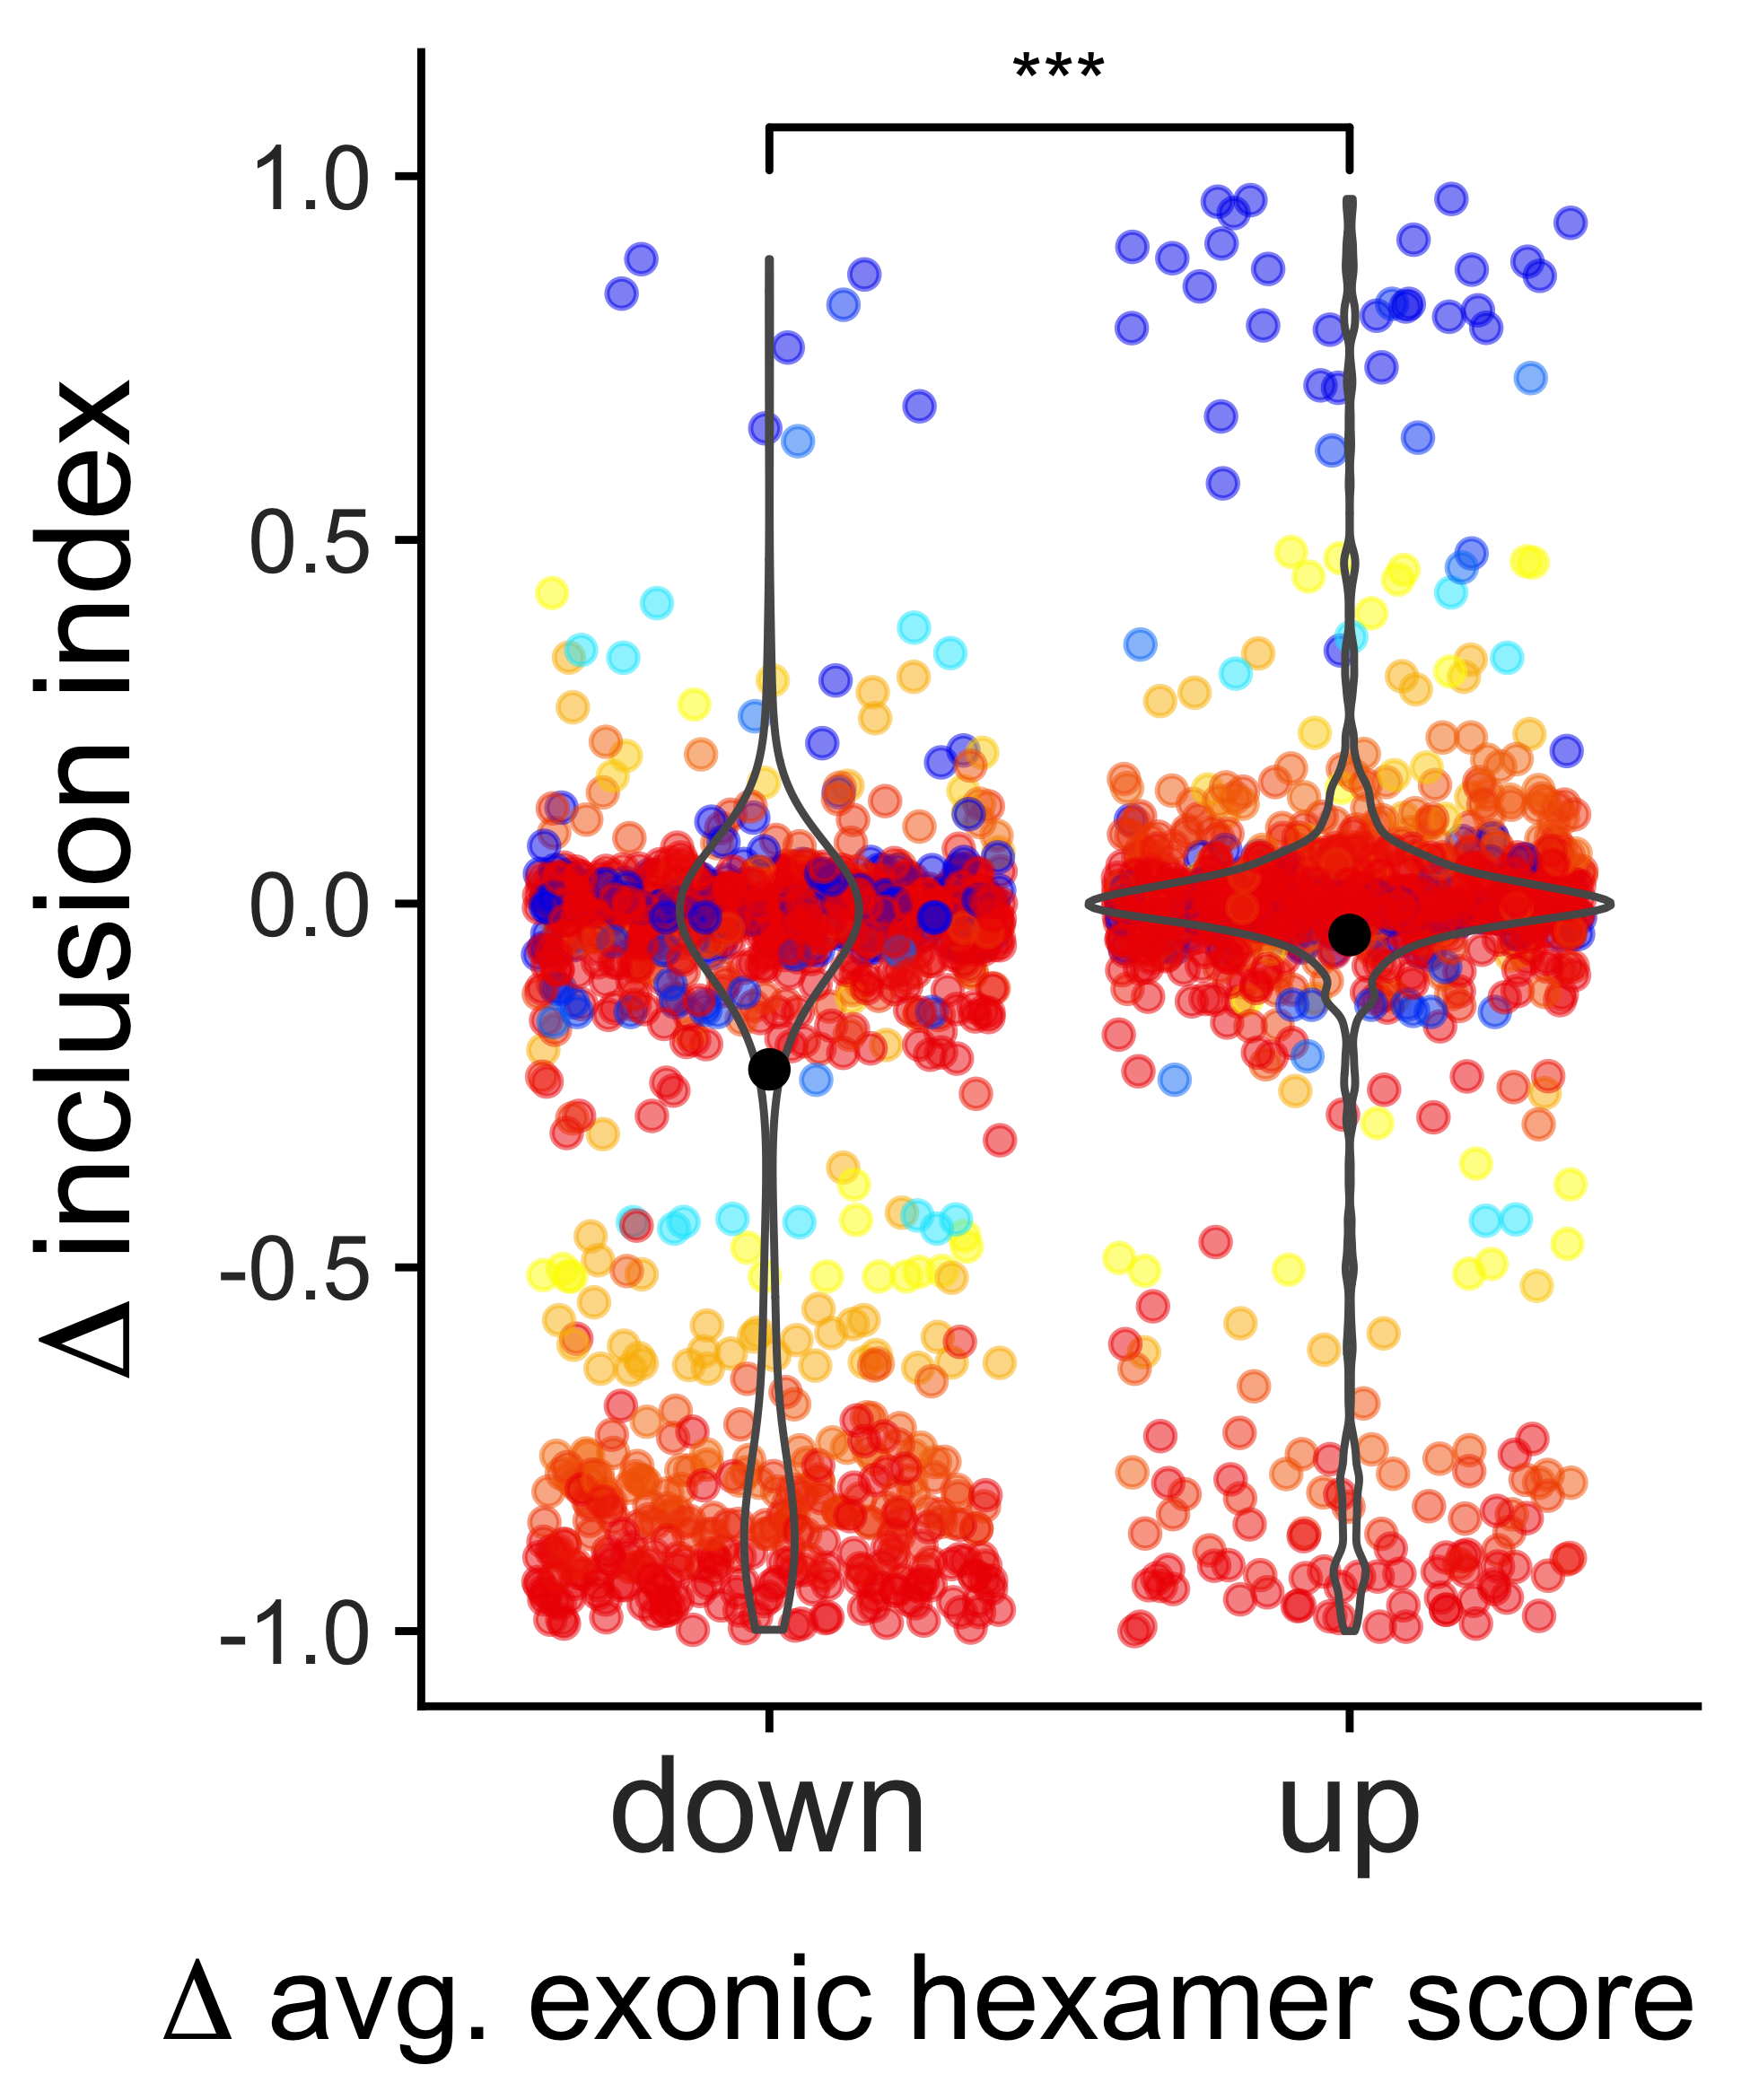 ***
1.0
0.5
0.0
-0.5
-1.0
Δ inclusion index
down up
Δ avg. exonic hexamer score